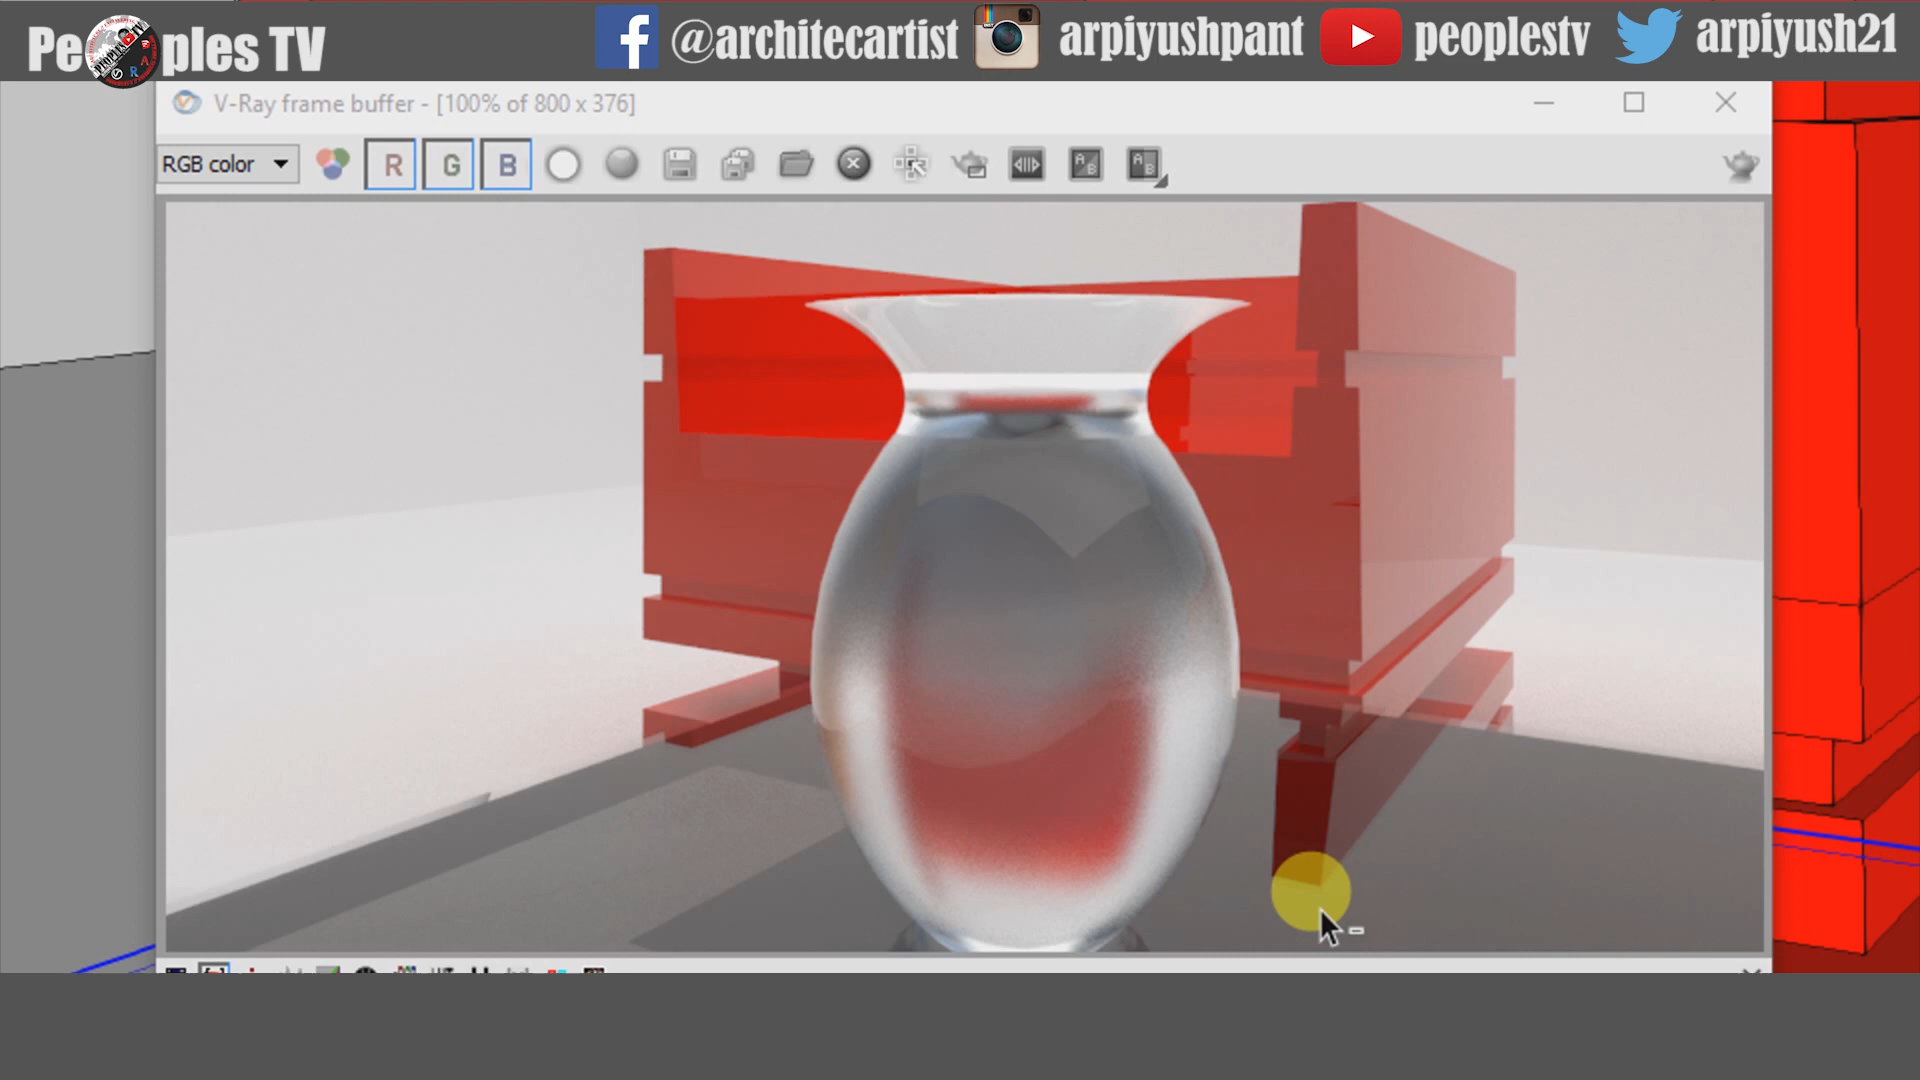 Peoples TV @architecartist arpiyushpant peoplestv arpiyush21
V-Ray frame buffer - [100% of 800 x 376]
RGB color R G B A B A B